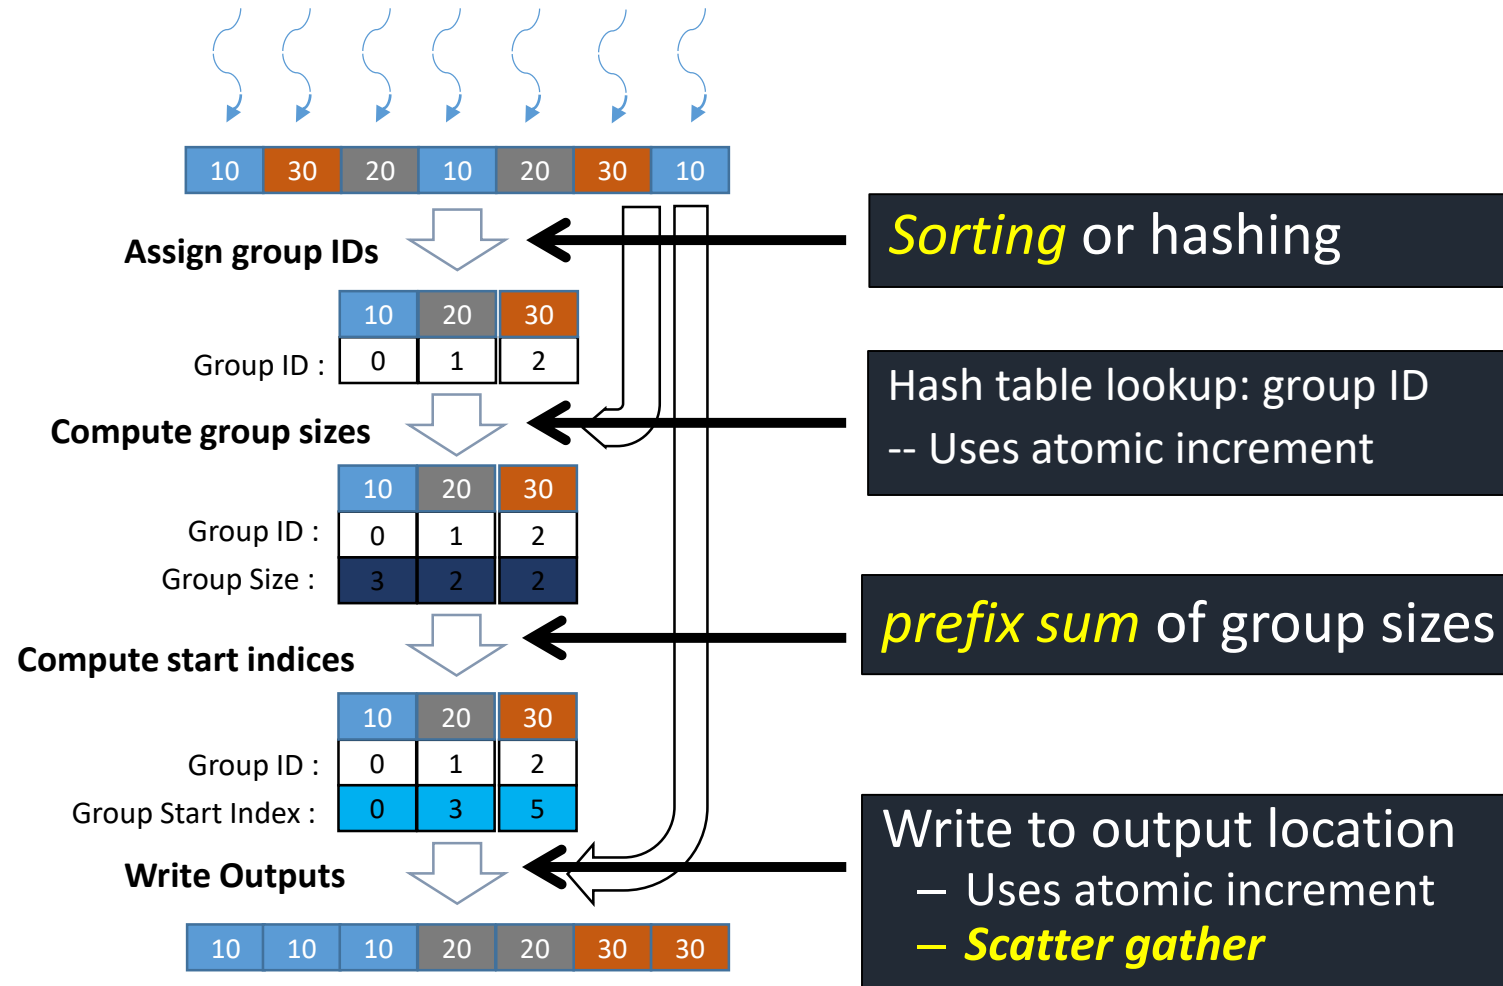 10 30 20 10 20 30 10
Assign group IDs
Sorting or hashing
10 20 30
Group ID : 0 1 2
Compute group sizes
Hash table lookup: group ID
-- Uses atomic increment
10 20 30
Group ID : 0 1 2
Group Size : 3 2 2
Compute start indices
prefix sum of group sizes
10 20 30
Group ID : 0 1 2
Group Start Index : 0 3 5
Write Outputs
Write to output location
– Uses atomic increment
– Scatter gather
10 10 10 20 20 30 30